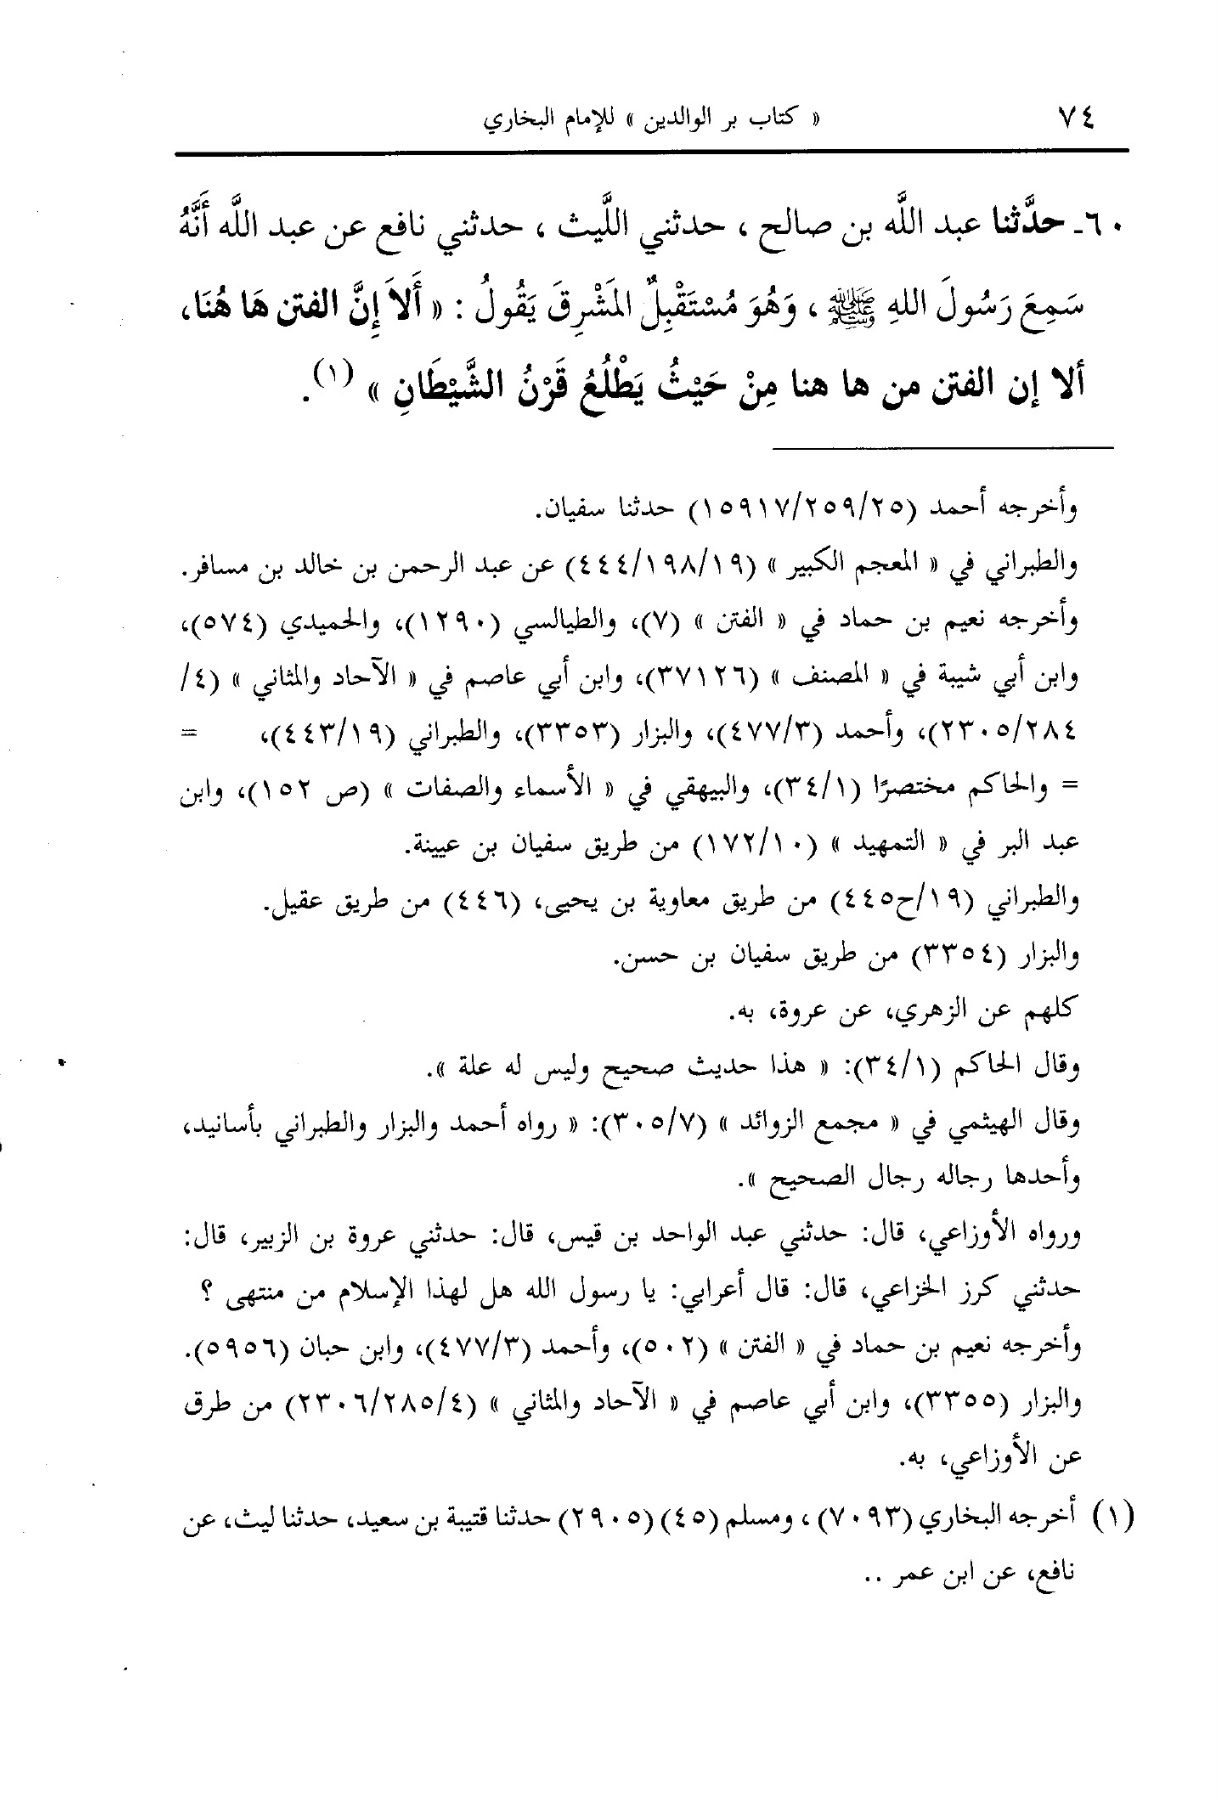 ٧٤ « كتاب بر الوالدين » للإمام البخاري
٦٠ـ حدَّثنا عبد اللَّه بن صالح ، حدثني اللَّيث ، حدثني نافع عن عبد اللَّه أَنَّهُ
سَمِعَ رَسُولَ اللهِ ﷺ ، وَهُوَ مُسْتَقْبِلٌ المَشْرِقَ يَقُولُ : « أَلاَ إِنَّ الفتن هَا هُنَا،
ألا إن الفتن من ها هنا مِنْ حَيْثُ يَطْلُعُ قَرْنُ الشَّيْطَانِ » (١).
وأخرجه أحمد (١٥٩١٧/٢٥٩/٢٥) حدثنا سفيان.
والطبراني في « المعجم الكبير » (٤٤٤/١٩٨/١٩) عن عبد الرحمن بن خالد بن مسافر.
وأخرجه نعيم بن حماد في « الفتن » (٧)، والطيالسي (١٢٩٠)، والحميدي (٥٧٤)،
وابن أبي شيبة في « المصنف » (٣٧١٢٦)، وابن أبي عاصم في « الآحاد والمثاني » (٤/
٢٣٠٥/٢٨٤)، وأحمد (٤٧٧/٣)، والبزار (٣٣٥٣)، والطبراني (٤٤٣/١٩)، =
= والحاكم مختصرًا (٣٤/١)، والبيهقي في « الأسماء والصفات » (ص ١٥٢)، وابن
عبد البر في « التمهيد » (١٧٢/١٠) من طريق سفيان بن عيينة.
والطبراني (١٩/ح٤٤٥) من طريق معاوية بن يحيى، (٤٤٦) من طريق عقيل.
والبزار (٣٣٥٤) من طريق سفيان بن حسن.
كلهم عن الزهري، عن عروة، به.
وقال الحاكم (٣٤/١): « هذا حديث صحيح وليس له علة ».
وقال الهيثمي في « مجمع الزوائد » (٣٠٥/٧): « رواه أحمد والبزار والطبراني بأسانيد،
وأحدها رجاله رجال الصحيح ».
ورواه الأوزاعي، قال: حدثني عبد الواحد بن قيس، قال: حدثني عروة بن الزبير، قال:
حدثني كرز الخزاعي، قال: قال أعرابي: يا رسول الله هل لهذا الإسلام من منتهى ؟
وأخرجه نعيم بن حماد في « الفتن » (٥٠٢)، وأحمد (٤٧٧/٣)، وابن حبان (٥٩٥٦).
والبزار (٣٣٥٥)، وابن أبي عاصم في « الآحاد والمثاني » (٢٣٠٦/٢٨٥/٤) من طرق
عن الأوزاعي، به.
(١) أخرجه البخاري (٧٠٩٣) ، ومسلم (٤٥) (٢٩٠٥) حدثنا قتيبة بن سعيد، حدثنا ليث، عن
نافع، عن ابن عمر ..